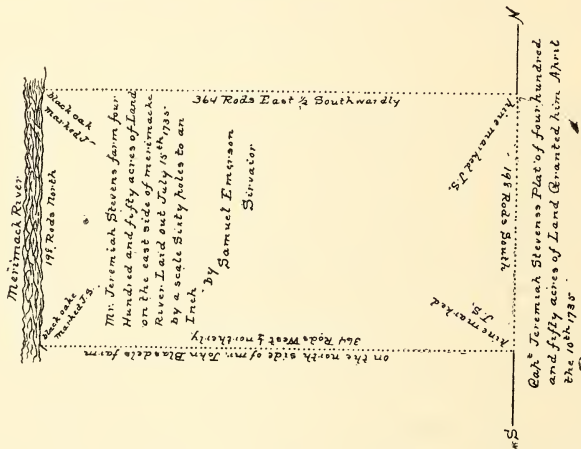 Merimack River
198 Rods North
black oake
marked J.S.
black oak
marked J-
364 Rods East ½ Southwardly
Mr. Jeremiah Stevens farm four
Hundred and fifty acres of Land
on the east side of merimacke
River Laid out July 15th 1735
by a scale Sixty poles to an
Inch
by
Samuel Emerson
Sirvaior
on the north side of mr. John Blasdels farm
364 Rods West ½ northerly
pine marked
J.S.
pine marked J.S.
198 Rods South
N
S
Capt Jeremiah Stevenss Plat of four hundred
and fifty acres of Land Granted him April
the 10th 1735